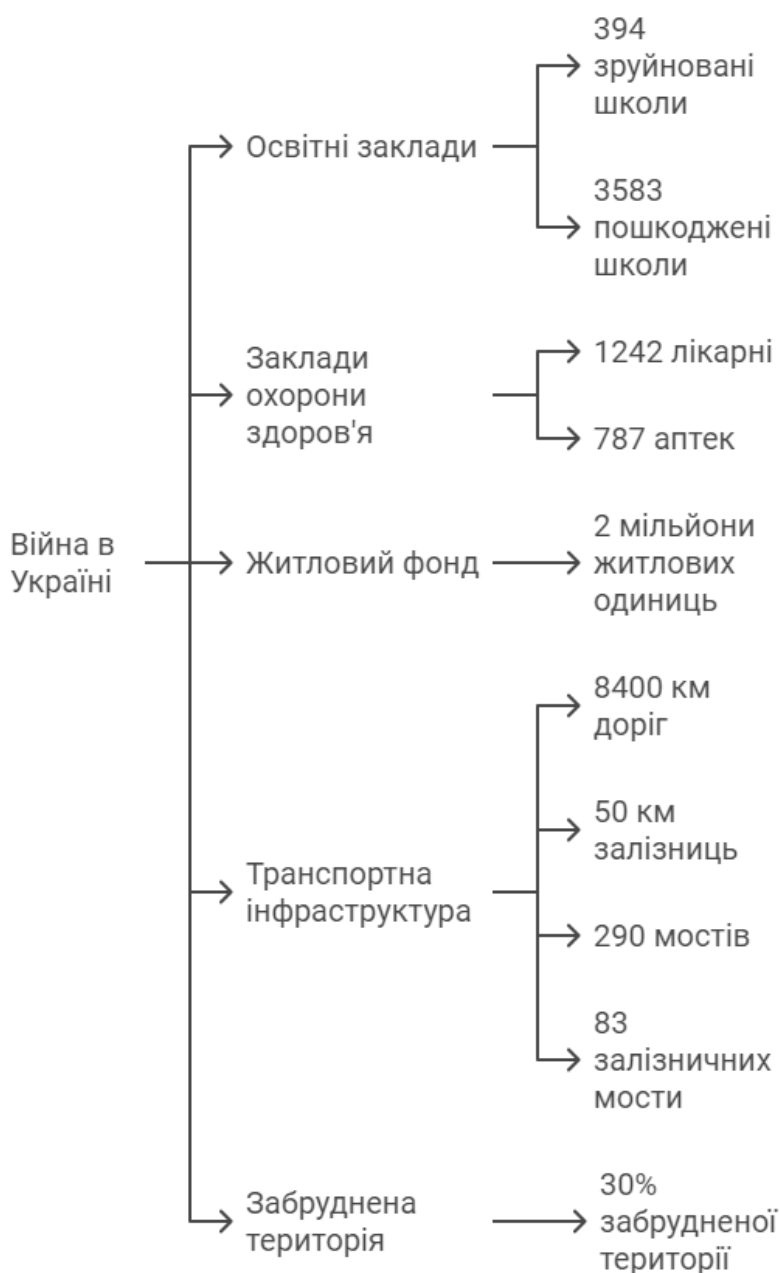 Війна в
Україні
Освітні заклади
394
зруйновані
школи
3583
пошкоджені
школи
Заклади
охорони
здоров'я
1242 лікарні
787 аптек
Житловий фонд
2 мільйони
житлових
одиниць
Транспортна
інфраструктура
8400 км
доріг
50 км
залізниць
290 мостів
83
залізничних
мости
Забруднена
територія
30%
забрудненої
території